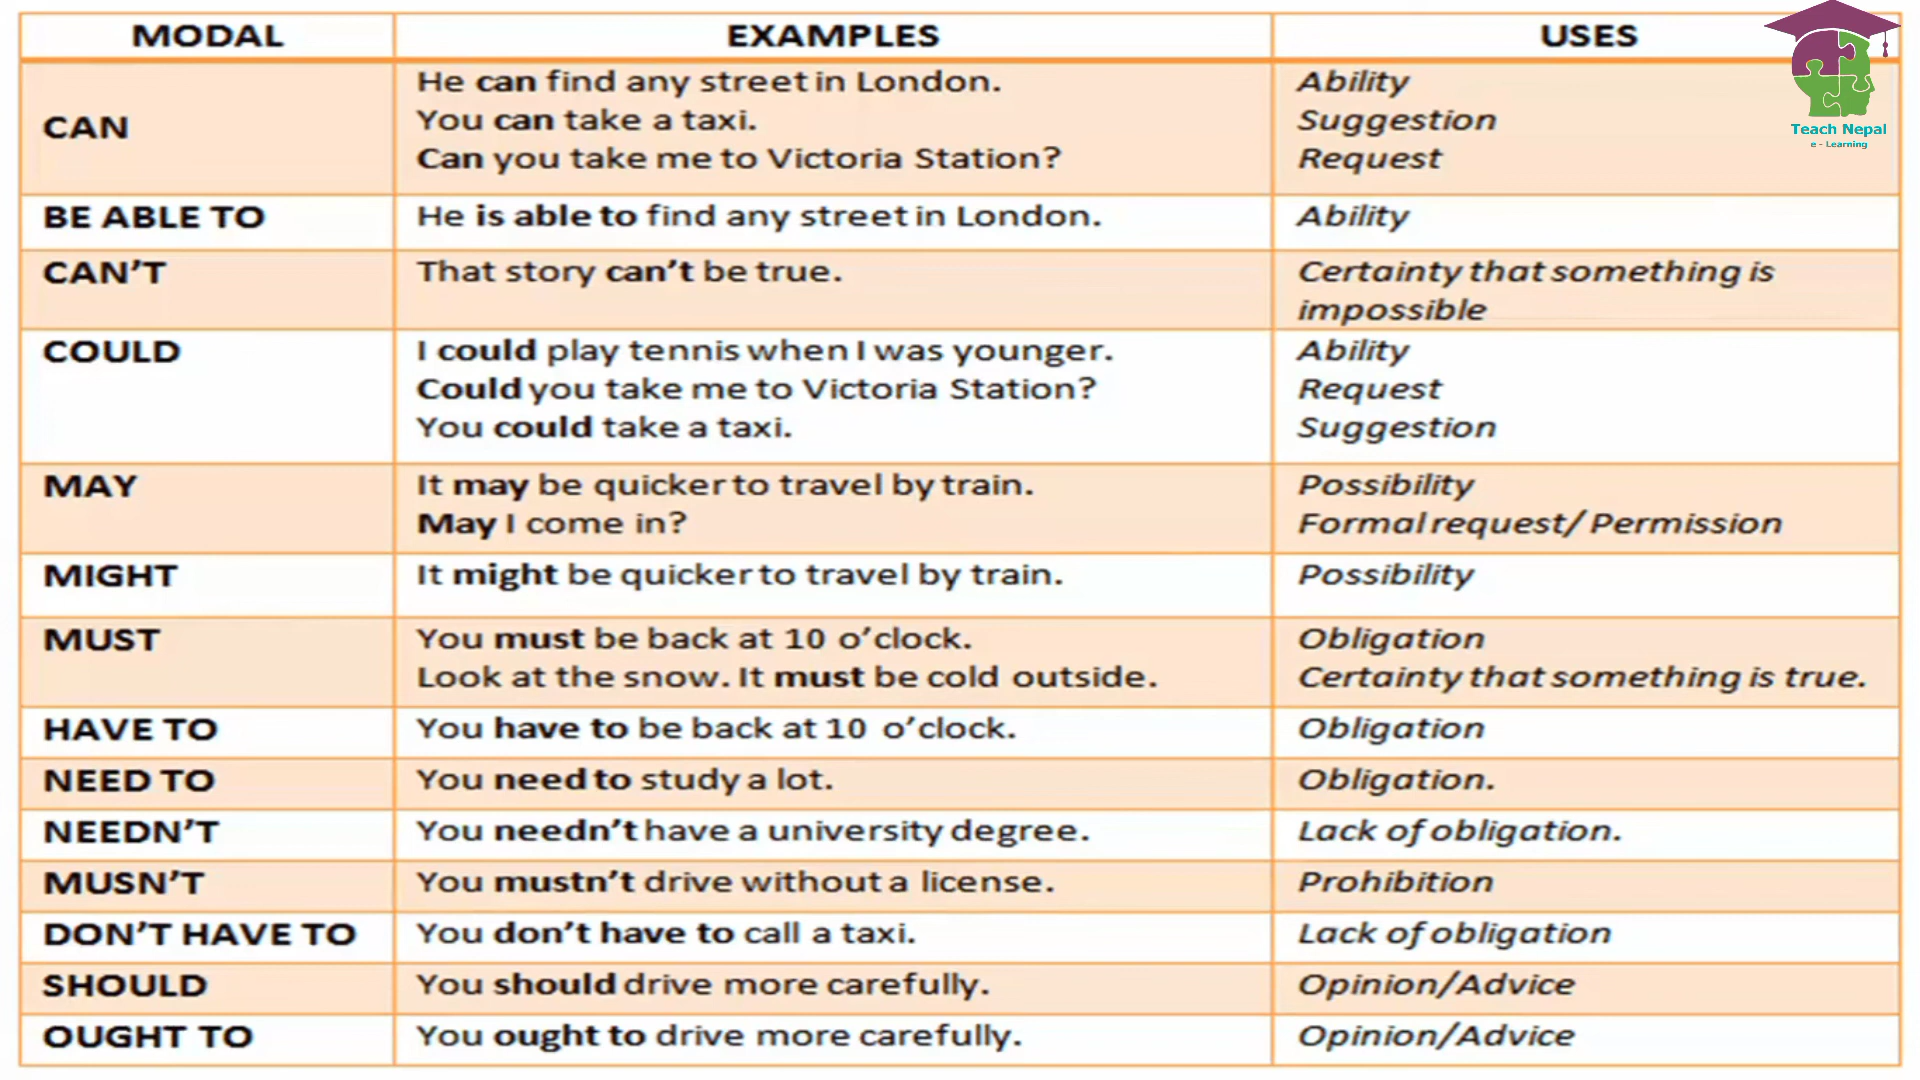 MODAL EXAMPLES USES
CAN
He can find any street in London. Ability
You can take a taxi. Suggestion
Can you take me to Victoria Station? Request
BE ABLE TO He is able to find any street in London. Ability
CAN’T That story can’t be true. Certainty that something is
impossible
COULD I could play tennis when I was younger. Ability
Could you take me to Victoria Station? Request
You could take a taxi. Suggestion
MAY It may be quicker to travel by train. Possibility
May I come in? Formal request/ Permission
MIGHT It might be quicker to travel by train. Possibility
MUST You must be back at 10 o’clock. Obligation
Look at the snow. It must be cold outside. Certainty that something is true.
HAVE TO You have to be back at 10 o’clock. Obligation
NEED TO You need to study a lot. Obligation.
NEEDN’T You needn’t have a university degree. Lack of obligation.
MUSN’T You mustn’t drive without a license. Prohibition
DON’T HAVE TO You don’t have to call a taxi. Lack of obligation
SHOULD You should drive more carefully. Opinion/Advice
OUGHT TO You ought to drive more carefully. Opinion/Advice
Teach Nepal
e - Learning